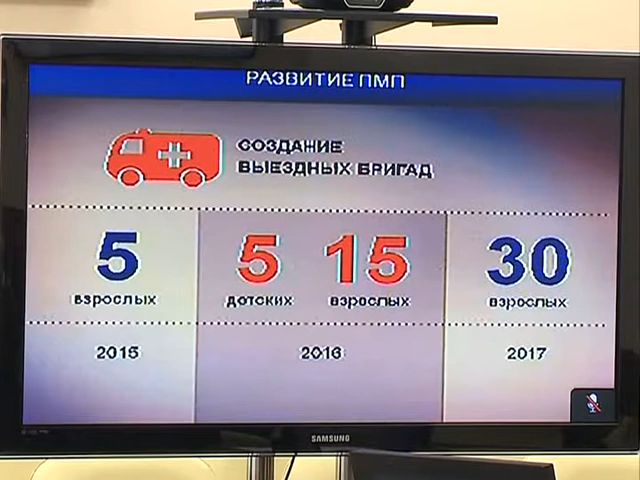 РАЗВИТИЕ ПМП
СОЗДАНИЕ
ВЫЕЗДНЫХ БРИГАД
5 5 15 30
взрослых детских взрослых взрослых
2015 2016 2017
SAMSUNG